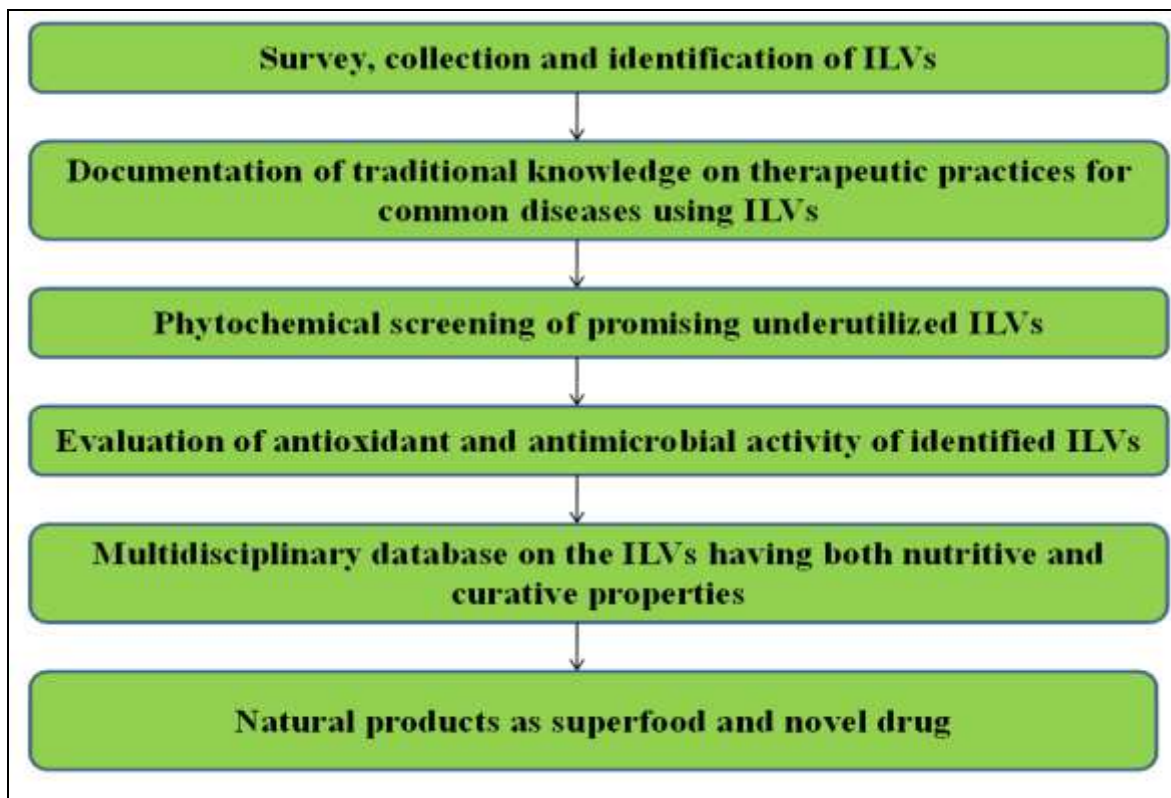 Survey, collection and identification of ILVs
Documentation of traditional knowledge on therapeutic practices for
common diseases using ILVs
Phytochemical screening of promising underutilized ILVs
Evaluation of antioxidant and antimicrobial activity of identified ILVs
Multidisciplinary database on the ILVs having both nutritive and
curative properties
Natural products as superfood and novel drug